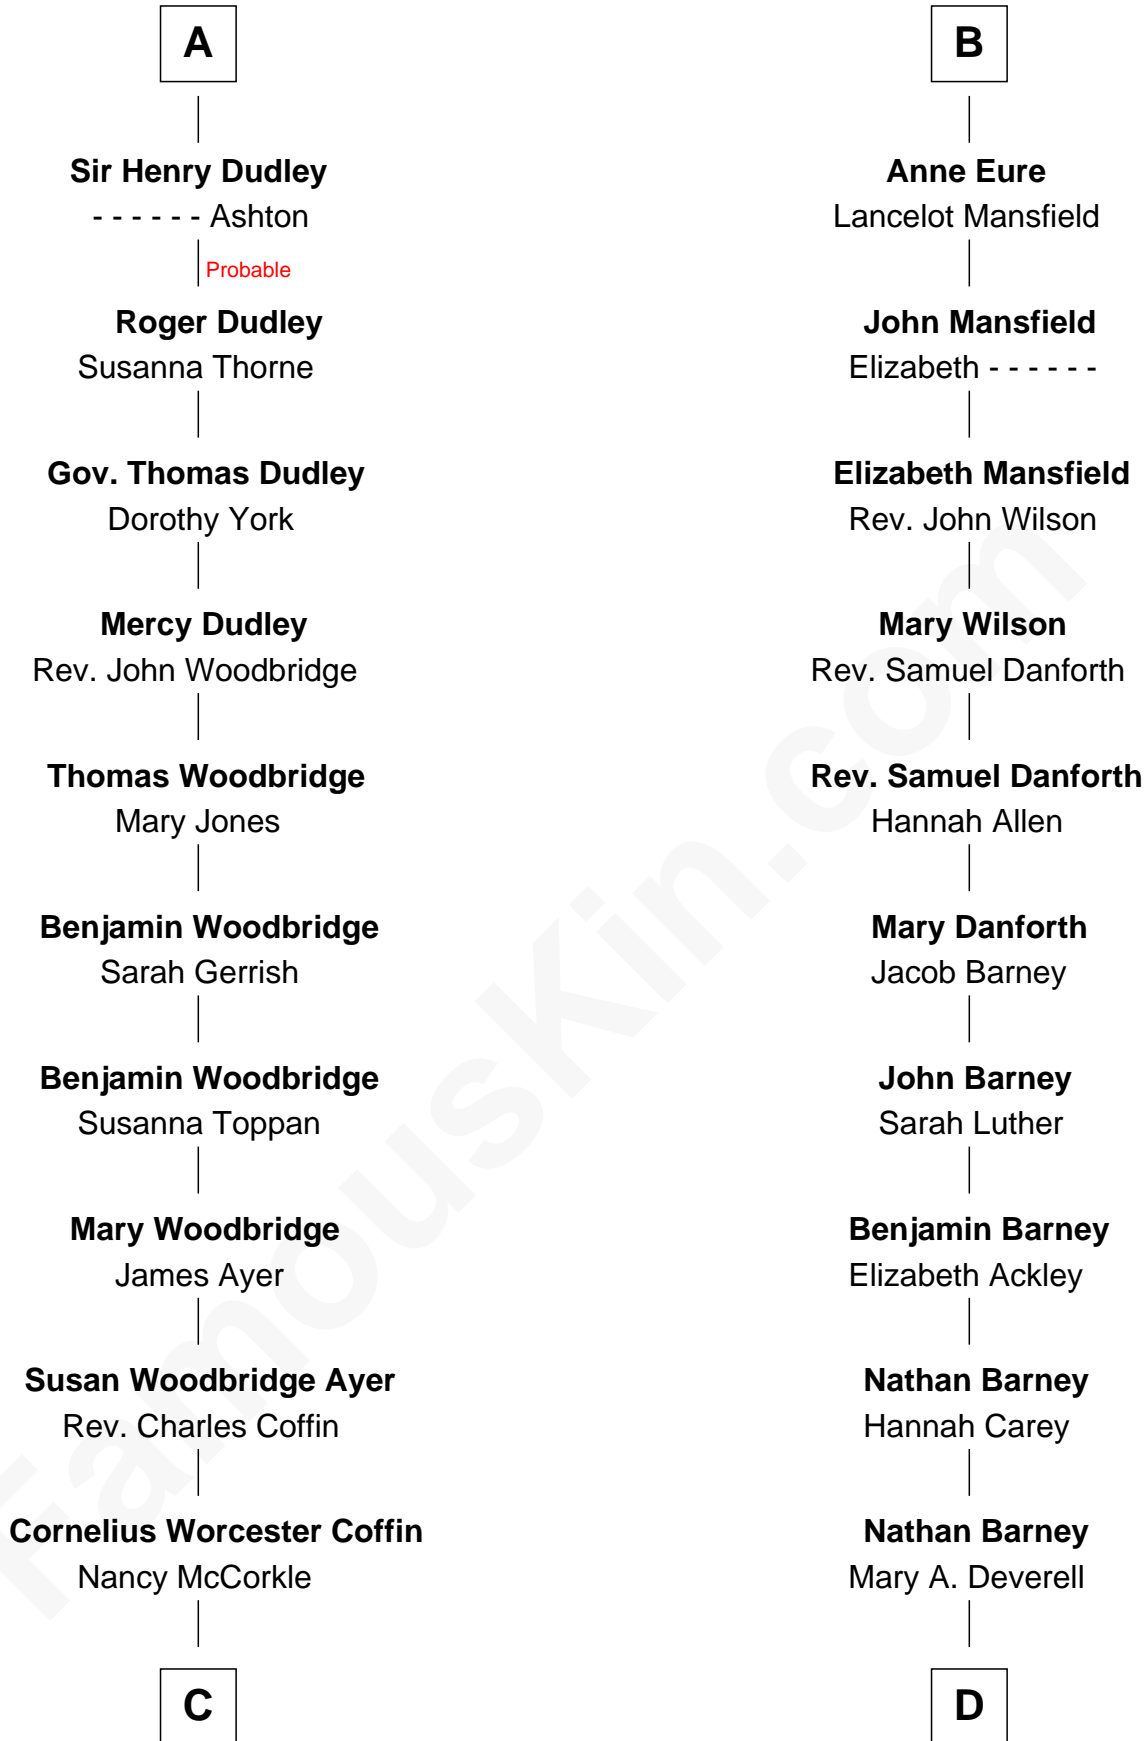 A
Sir Henry Dudley
- - - - - - Ashton
Probable
Roger Dudley
Susanna Thorne
Gov. Thomas Dudley
Dorothy York
Mercy Dudley
Rev. John Woodbridge
Thomas Woodbridge
Mary Jones
Benjamin Woodbridge
Sarah Gerrish
Benjamin Woodbridge
Susanna Toppan
Mary Woodbridge
James Ayer
Susan Woodbridge Ayer
Rev. Charles Coffin
Cornelius Worcester Coffin
Nancy McCorkle
C
B
Anne Eure
Lancelot Mansfield
John Mansfield
Elizabeth - - - - - -
Elizabeth Mansfield
Rev. John Wilson
Mary Wilson
Rev. Samuel Danforth
Rev. Samuel Danforth
Hannah Allen
Mary Danforth
Jacob Barney
John Barney
Sarah Luther
Benjamin Barney
Elizabeth Ackley
Nathan Barney
Hannah Carey
Nathan Barney
Mary A. Deverell
D
FamousKin.com